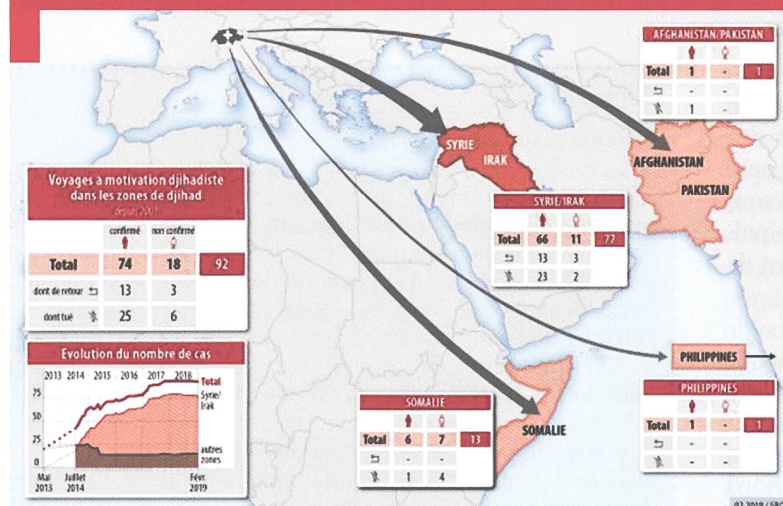 AFGHANISTAN/PAKISTAN
Total 1 - 1
- -
1 -
SYRIE
IRAK
AFGHANISTAN
PAKISTAN
Voyages à motivation djihadiste
dans les zones de djihad
depuis 2001
confirmé non confirmé
Total 74 18 92
dont de retour 13 3
dont tué 25 6
SYRIE/IRAK
Total 66 11 77
13 3
23 2
Evolution du nombre de cas
2013 2014 2015 2016 2017 2018
75
50
25
0
Total
Syrie/
Irak
autres
zones
Mai
2013
Juillet
2014
Févr.
2019
PHILIPPINES
SOMALIE
SOMALIE
Total 6 7 13
- -
1 4
PHILIPPINES
Total 1 - 1
- -
- -